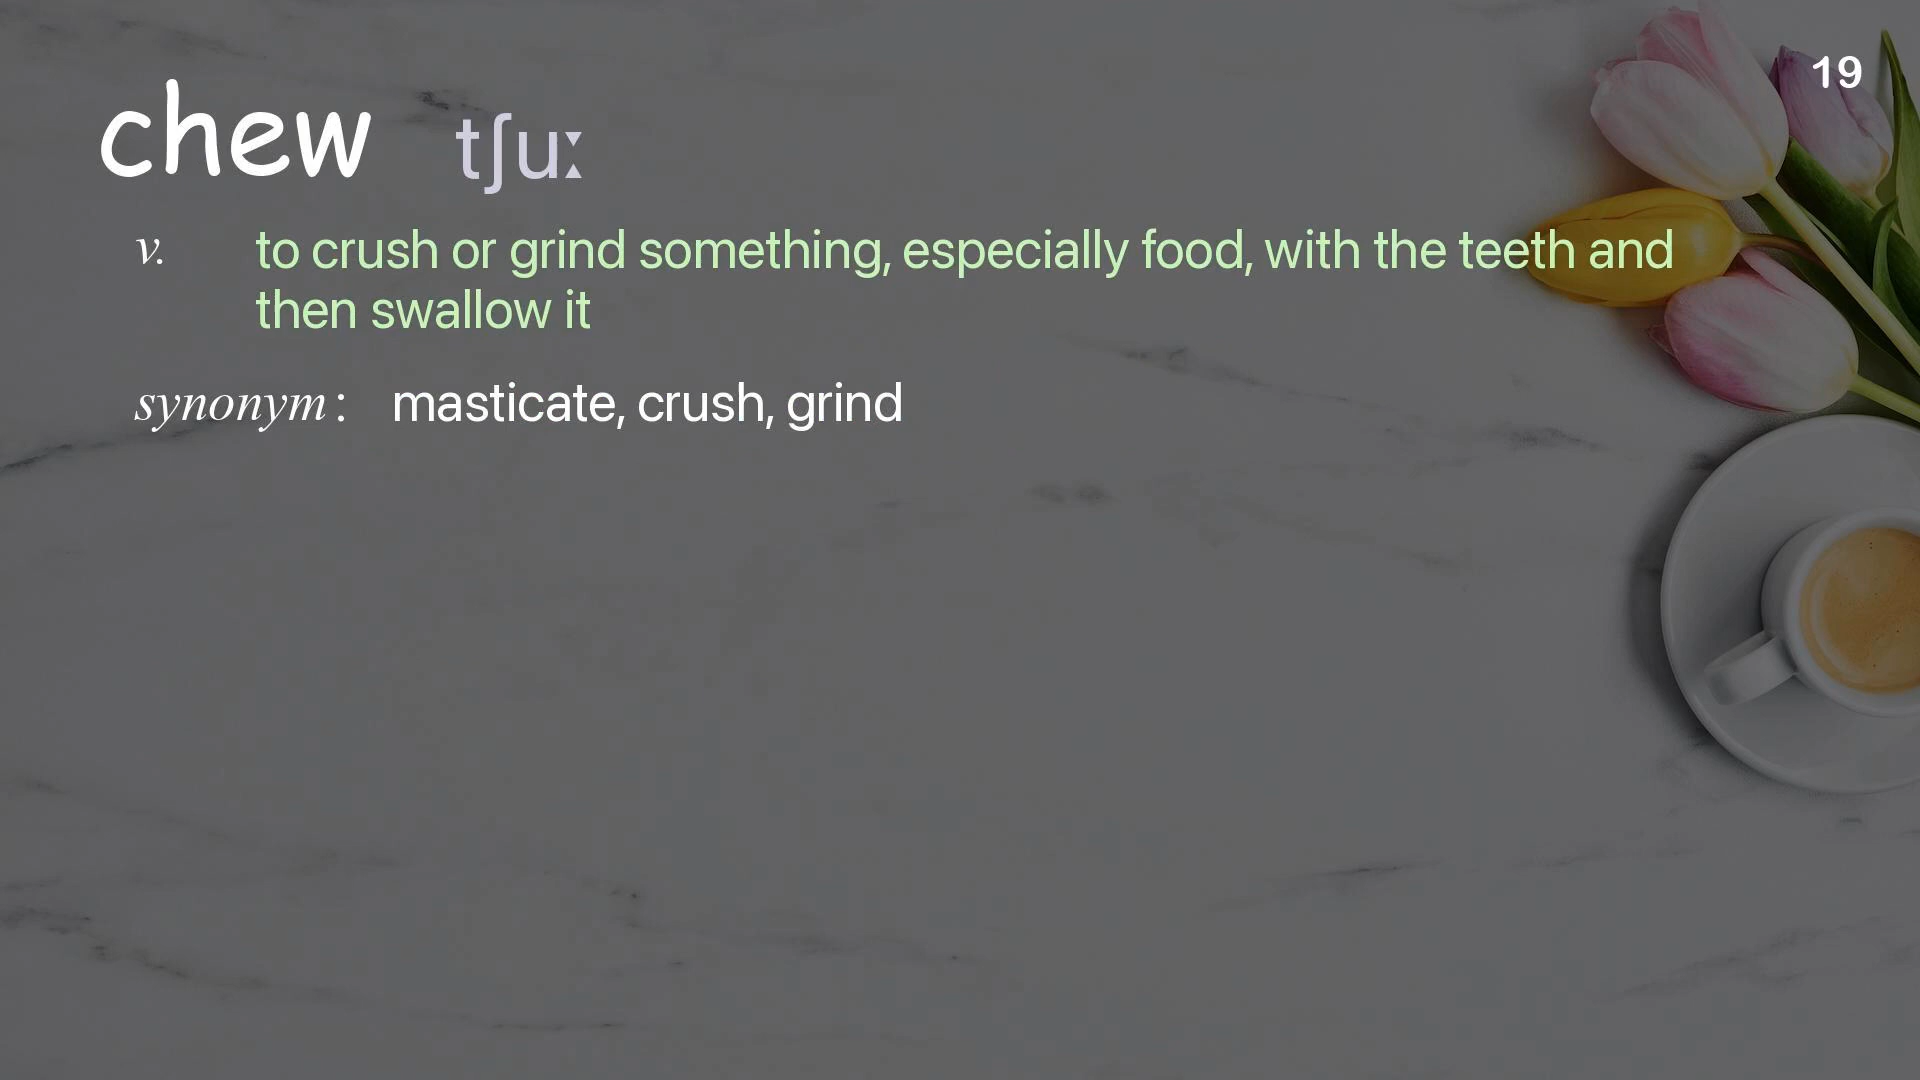 19
chew tʃuː
v. to crush or grind something, especially food, with the teeth and
then swallow it
synonym : masticate, crush, grind